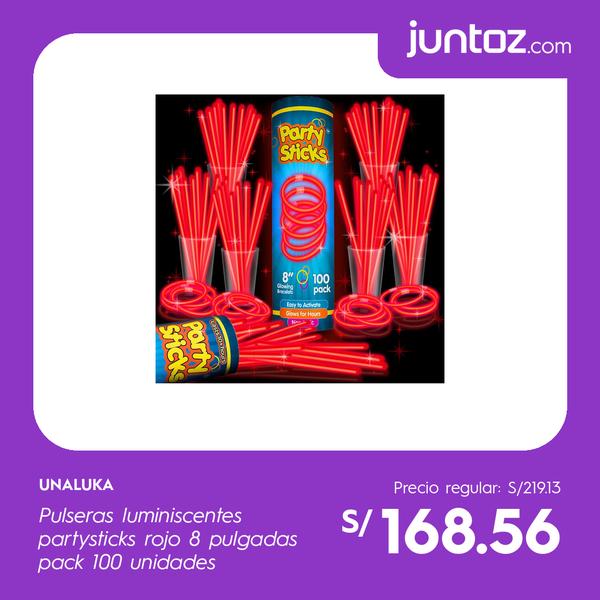 juntoz.com
Party
Sticks
8"
Glowing
Bracelets
100
pack
Easy to Activate
Glows for Hours
Party
Sticks
UNALUKA
Pulseras luminiscentes
partysticks rojo 8 pulgadas
pack 100 unidades
Precio regular: S/219.13
S/168.56